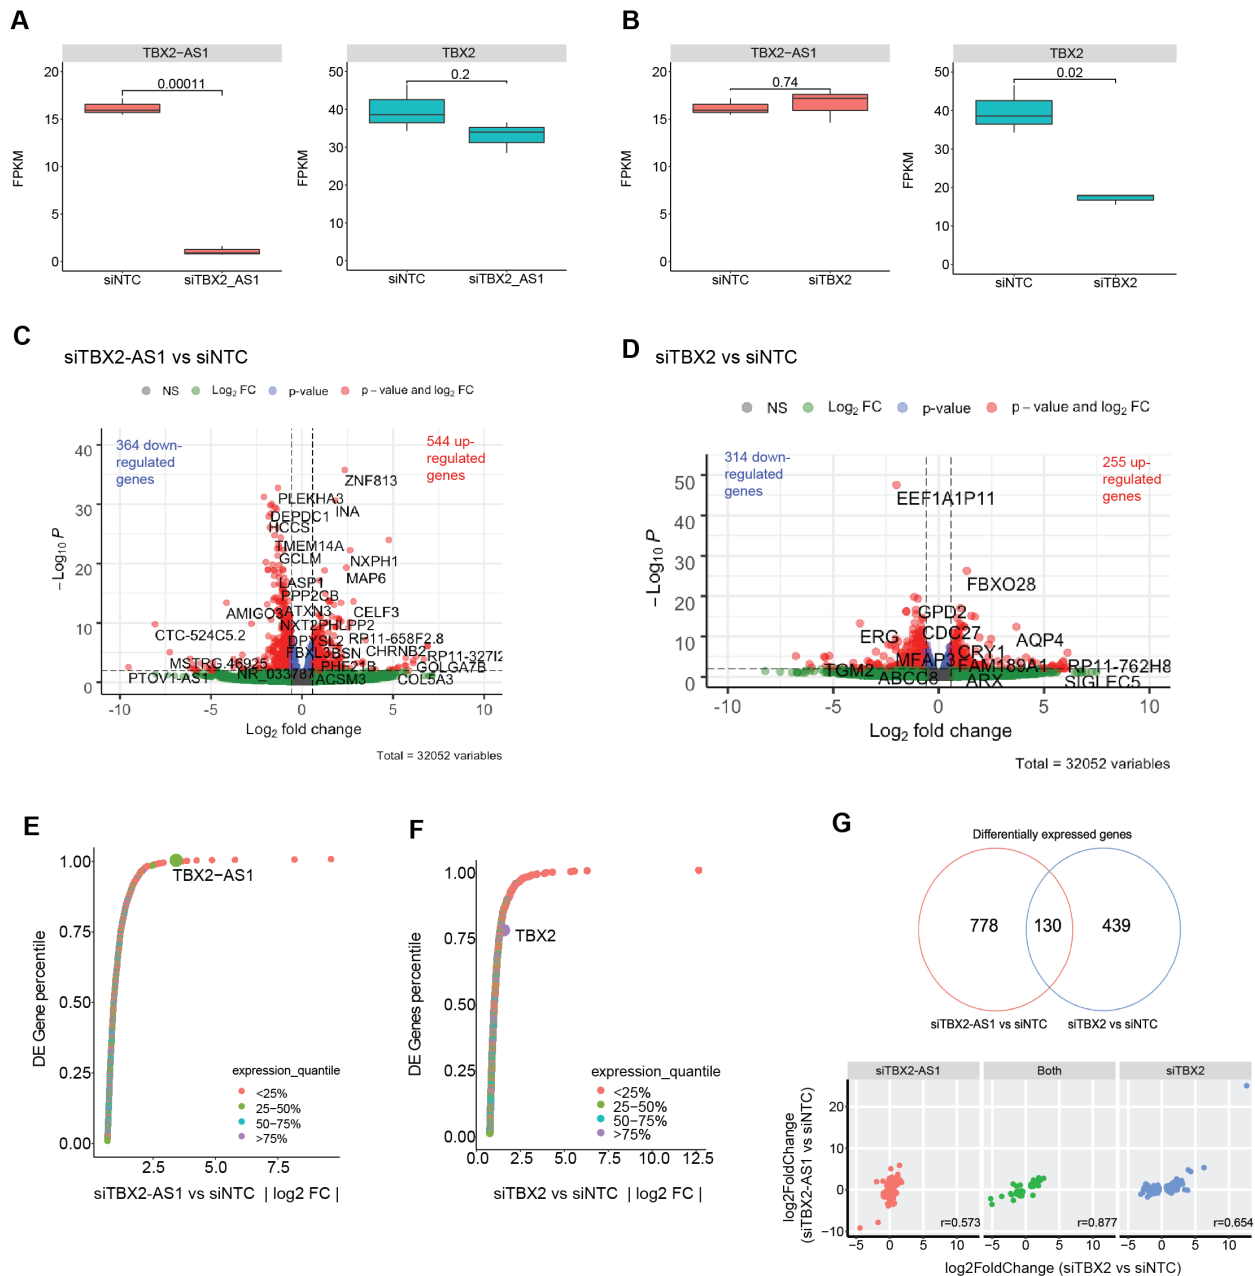 A
TBX2−AS1
TBX2
20
15
10
5
0
FPKM
0.00011
siNTC
siTBX2_AS1
50
40
30
20
10
0
FPKM
0.2
siNTC
siTBX2_AS1
B
TBX2−AS1
TBX2
20
15
10
5
0
FPKM
0.74
siNTC
siTBX2
50
40
30
20
10
0
FPKM
0.02
siNTC
siTBX2
C
siTBX2-AS1 vs siNTC
NS
Log2 FC
p-value
p – value and log2 FC
364 down-
regulated
genes
544 up-
regulated
genes
40
30
20
10
0
– Log10 P
ZNF813
PLEKHA3
INA
DEPDC1
HCCS
TMEM14A
GCLM
NXPH1
MAP6
LASP1
PPP2CB
AMIGO3
ATXN3
CELF3
NXT2
PHLPP2
CTC-524C5.2
DPYSL2
RP11-658F2.8
FBXL3
BSN
CHRNB2
RP11-327I2
MSTRG.46925
PHF21B
GOLGA7B
PTOV1-AS1
NR_033787
ACSM3
COL5A3
-10
-5
0
5
10
Log2 fold change
Total = 32052 variables
D
siTBX2 vs siNTC
NS
Log2 FC
p-value
p – value and log2 FC
314 down-
regulated
genes
255 up-
regulated
genes
50
40
30
20
10
0
– Log10 P
EEF1A1P11
FBXO28
GPD2
ERG
CDC27
AQP4
CRY1
MFAP3
FAM189A1
RP11-762H8
TGM2
ABCC8
ARX
SIGLEC5
-10
-5
0
5
10
Log2 fold change
Total = 32052 variables
E
1.00
0.75
0.50
0.25
0.00
DE Gene percentile
TBX2−AS1
expression_quantile
<25%
25−50%
50−75%
>75%
2.5
5.0
7.5
siTBX2-AS1 vs siNTC | log2 FC |
F
1.00
0.75
0.50
0.25
0.00
DE Genes percentile
TBX2
expression_quantile
<25%
25−50%
50−75%
>75%
0.0
2.5
5.0
7.5
10.0
12.5
siTBX2 vs siNTC | log2 FC |
G
Differentially expressed genes
778
130
439
siTBX2-AS1 vs siNTC
siTBX2 vs siNTC
siTBX2-AS1
Both
siTBX2
20
10
0
−10
log2FoldChange
(siTBX2-AS1 vs siNTC)
r=0.573
r=0.877
r=0.654
−5 0 5 10
−5 0 5 10
−5 0 5 10
log2FoldChange (siTBX2 vs siNTC)